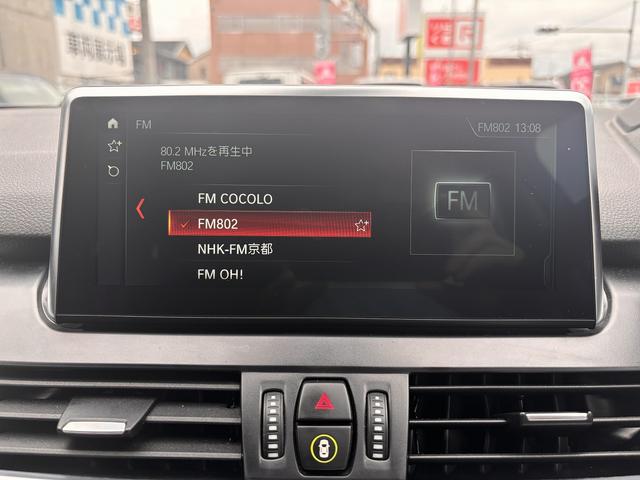 FM
FM802 13:08
80.2 MHzを再生中
FM802
FM COCOLO
FM802
NHK-FM京都
FM OH!
FM